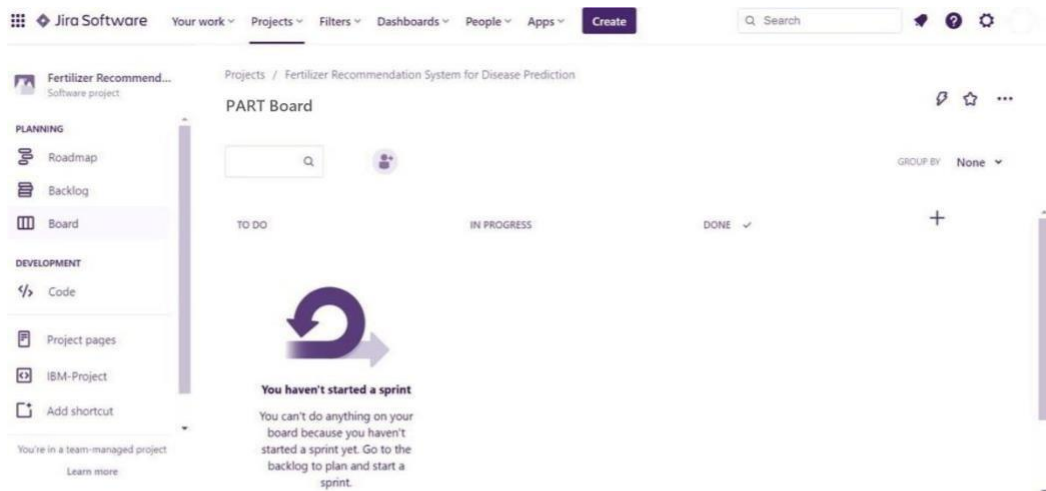 Jira Software Your work Projects Filters Dashboards People Apps Create Search
Fertilizer Recommend...
Software project
PLANNING
Roadmap
Backlog
Board
DEVELOPMENT
Code
Project pages
IBM-Project
Add shortcut
You're in a team-managed project
Learn more
Projects / Fertilizer Recommendation System for Disease Prediction
PART Board
GROUP BY None
TO DO IN PROGRESS DONE
You haven't started a sprint
You can't do anything on your
board because you haven't
started a sprint yet. Go to the
backlog to plan and start a
sprint.